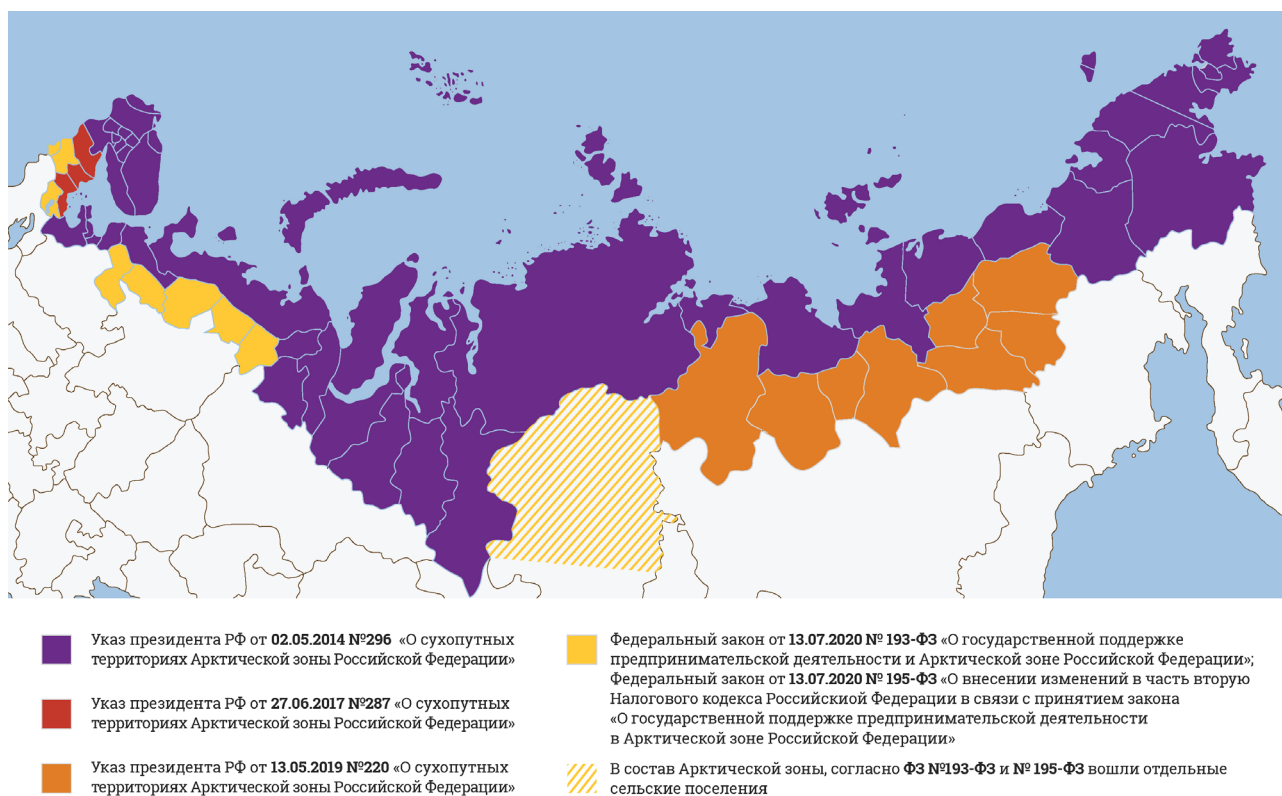 Указ президента РФ от 02.05.2014 №296 «О сухопутных
территориях Арктической зоны Российской Федерации»
Указ президента РФ от 27.06.2017 №287 «О сухопутных
территориях Арктической зоны Российской Федерации»
Указ президента РФ от 13.05.2019 №220 «О сухопутных
территориях Арктической зоны Российской Федерации»
Федеральный закон от 13.07.2020 № 193-ФЗ «О государственной поддержке
предпринимательской деятельности и Арктической зоне Российской Федерации»;
Федеральный закон от 13.07.2020 № 195-ФЗ «О внесении изменений в часть вторую
Налогового кодекса Российскиой Федерации в связи с принятием закона
«О государственной поддержке предпринимательской деятельности
в Арктической зоне Российской Федерации»
В состав Арктической зоны, согласно ФЗ №193-ФЗ и № 195-ФЗ вошли отдельные
сельские поселения